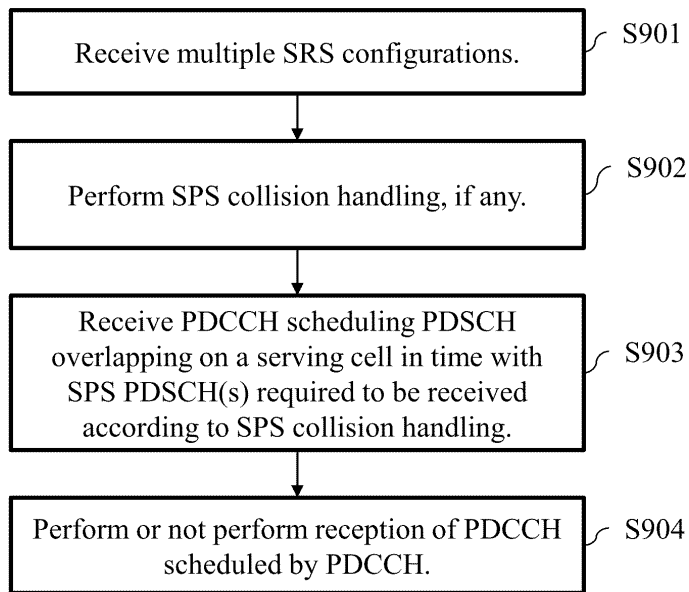 Receive multiple SRS configurations.
S901
Perform SPS collision handling, if any.
S902
Receive PDCCH scheduling PDSCH
overlapping on a serving cell in time with
SPS PDSCH(s) required to be received
according to SPS collision handling.
S903
Perform or not perform reception of PDCCH
scheduled by PDCCH.
S904